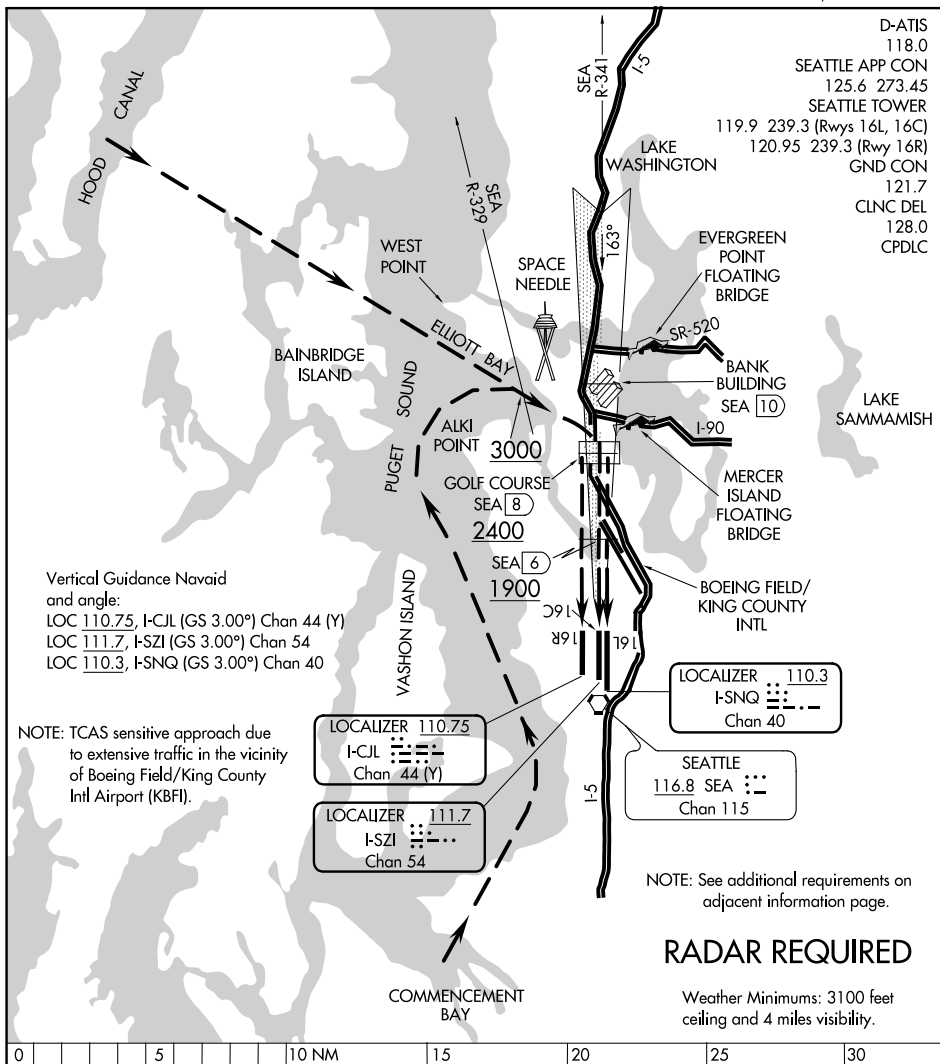 D-ATIS
118.0
SEATTLE APP CON
125.6 273.45
SEATTLE TOWER
119.9 239.3 (Rwys 16L, 16C)
120.95 239.3 (Rwy 16R)
GND CON
121.7
CLNC DEL
128.0
CPDLC
HOOD CANAL
SEA
R-341
I-5
SEA
R-329
LAKE
WASHINGTON
163°
WEST
POINT
SPACE
NEEDLE
EVERGREEN
POINT
FLOATING
BRIDGE
SR-520
ELLIOTT BAY
BAINBRIDGE
ISLAND
BANK
BUILDING
SEA 10
LAKE
SAMMAMISH
PUGET SOUND
ALKI
POINT
3000
I-90
GOLF COURSE
SEA 8
2400
MERCER
ISLAND
FLOATING
BRIDGE
SEA 6
1900
BOEING FIELD/
KING COUNTY
INTL
Vertical Guidance Navaid
and angle:
LOC 110.75, I-CJL (GS 3.00°) Chan 44 (Y)
LOC 111.7, I-SZI (GS 3.00°) Chan 54
LOC 110.3, I-SNQ (GS 3.00°) Chan 40
VASHON ISLAND
16C
16R
16L
NOTE: TCAS sensitive approach due
to extensive traffic in the vicinity
of Boeing Field/King County
Intl Airport (KBFI).
LOCALIZER 110.75
I-CJL
Chan 44 (Y)
LOCALIZER 110.3
I-SNQ
Chan 40
SEATTLE
116.8 SEA
Chan 115
LOCALIZER 111.7
I-SZI
Chan 54
I-5
NOTE: See additional requirements on
adjacent information page.
RADAR REQUIRED
COMMENCEMENT
BAY
Weather Minimums: 3100 feet
ceiling and 4 miles visibility.
0 5 10 NM 15 20 25 30